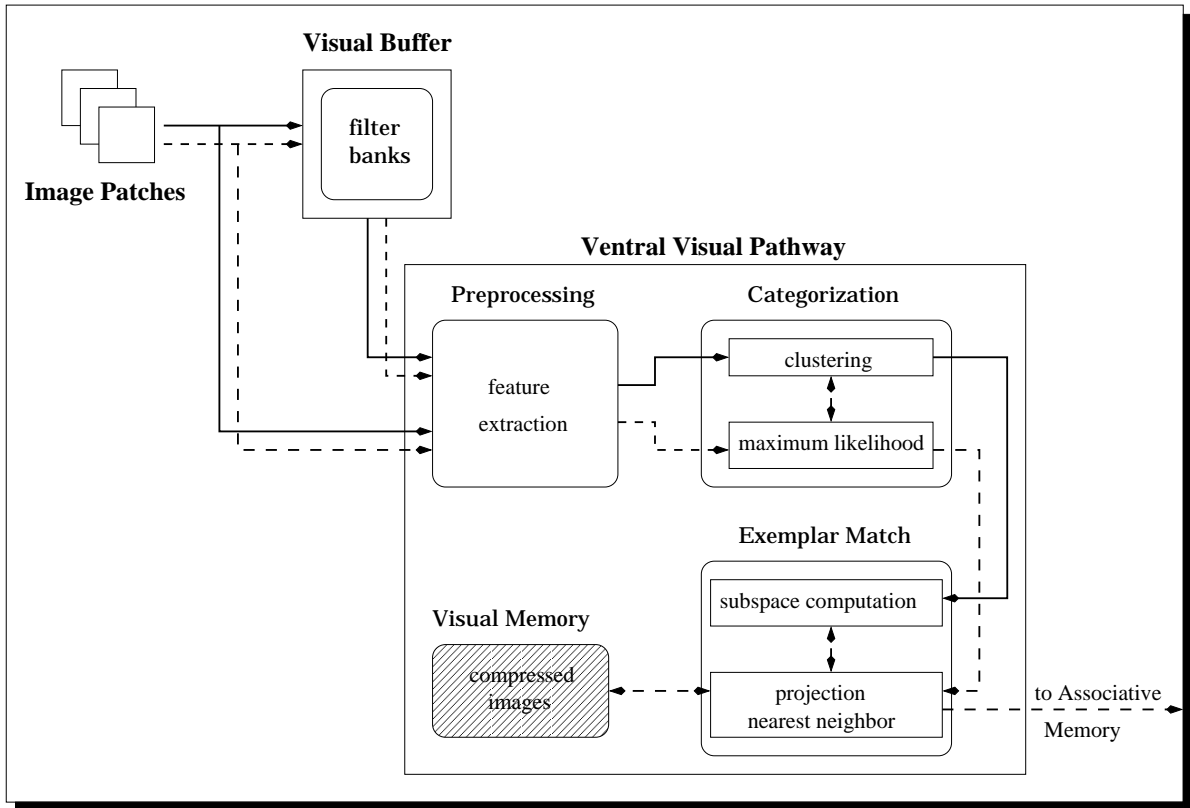 Visual Buffer
filter
banks
Image Patches
Ventral Visual Pathway
Preprocessing
Categorization
feature
extraction
clustering
maximum likelihood
Exemplar Match
subspace computation
Visual Memory
compressed
images
projection
nearest neighbor
to Associative
Memory